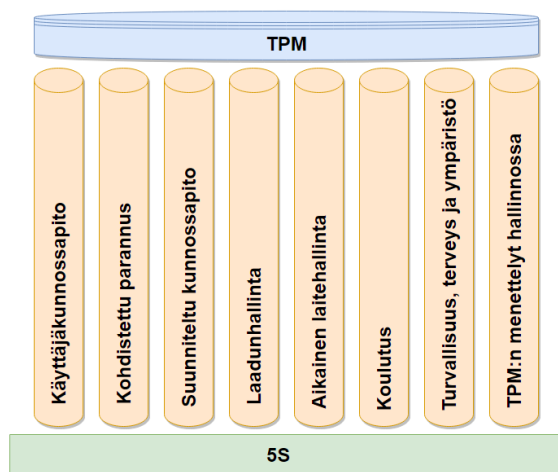 TPM
Käyttäjäkunnossapito
Kohdistettu parannus
Suunniteltu kunnossapito
Laadunhallinta
Aikainen laitehallinta
Koulutus
Turvallisuus, terveys ja ympäristö
TPM:n menettelyt hallinnossa
5S